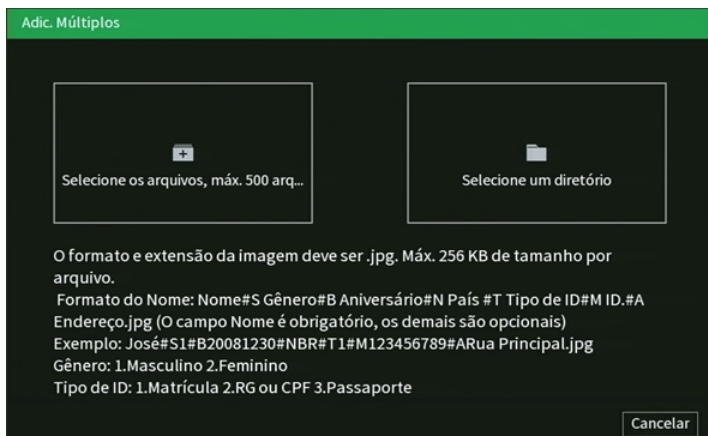 Adic. Múltiplos
Selecione os arquivos, máx. 500 arq...
Selecione um diretório
O formato e extensão da imagem deve ser .jpg. Máx. 256 KB de tamanho por
arquivo.
Formato do Nome: Nome#S Gênero#B Aniversário#N País #T Tipo de ID#M ID.#A
Endereço.jpg (O campo Nome é obrigatório, os demais são opcionais)
Exemplo: José#S1#B20081230#NBR#T1#M123456789#ARua Principal.jpg
Gênero: 1.Masculino 2.Feminino
Tipo de ID: 1.Matrícula 2.RG ou CPF 3.Passaporte
Cancelar